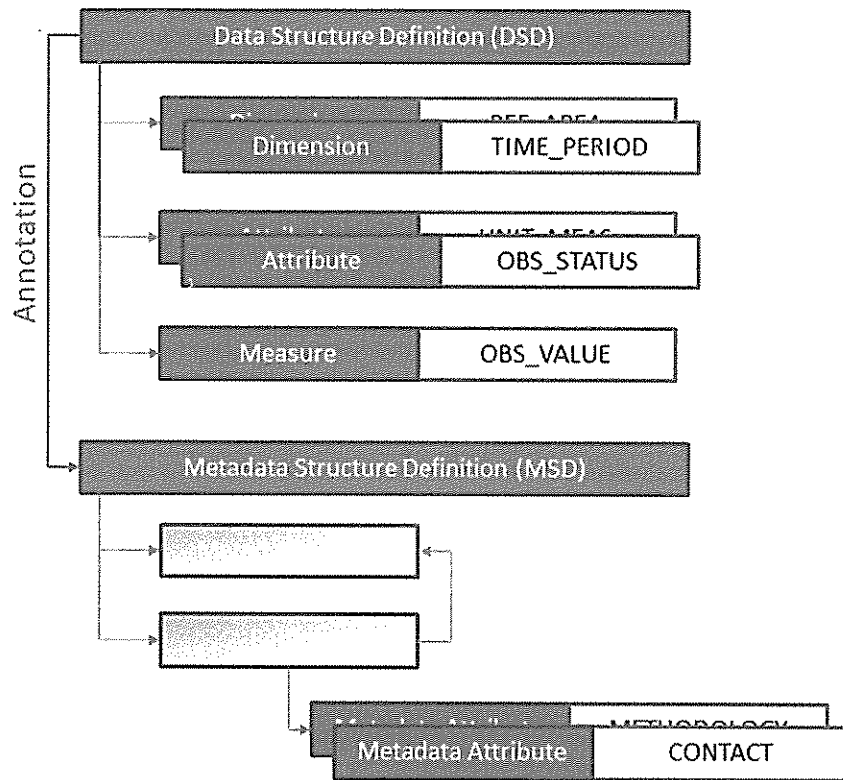 Data Structure Definition (DSD)
Dimension
TIME_PERIOD
Annotation
Attribute
OBS_STATUS
Measure
OBS_VALUE
Metadata Structure Definition (MSD)
Metadata Attribute
CONTACT